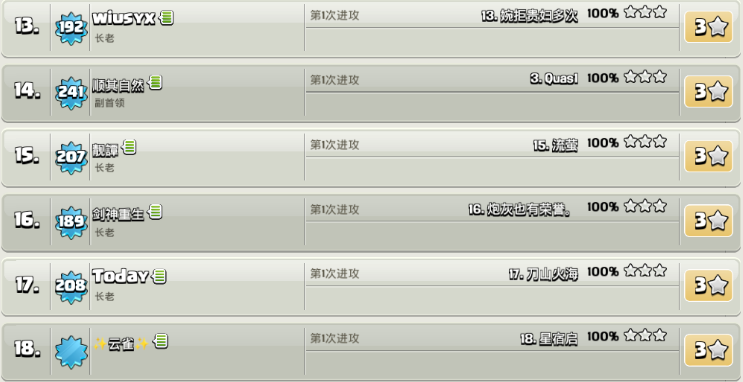 13. 192 wiusyx 第1次进攻 13. 婉拒贵妇多次 100% 3
长老
14. 241 顺其自然 第1次进攻 3. Quasi 100% 3
副首领
15. 207 靓譚 第1次进攻 15. 流萤 100% 3
长老
16. 189 剑神重生 第1次进攻 16. 炮灰也有荣誉。 100% 3
长老
17. 208 Today 第1次进攻 17. 刀山火海 100% 3
长老
18. ✨云雀✨ 第1次进攻 18. 星宿启 100% 3